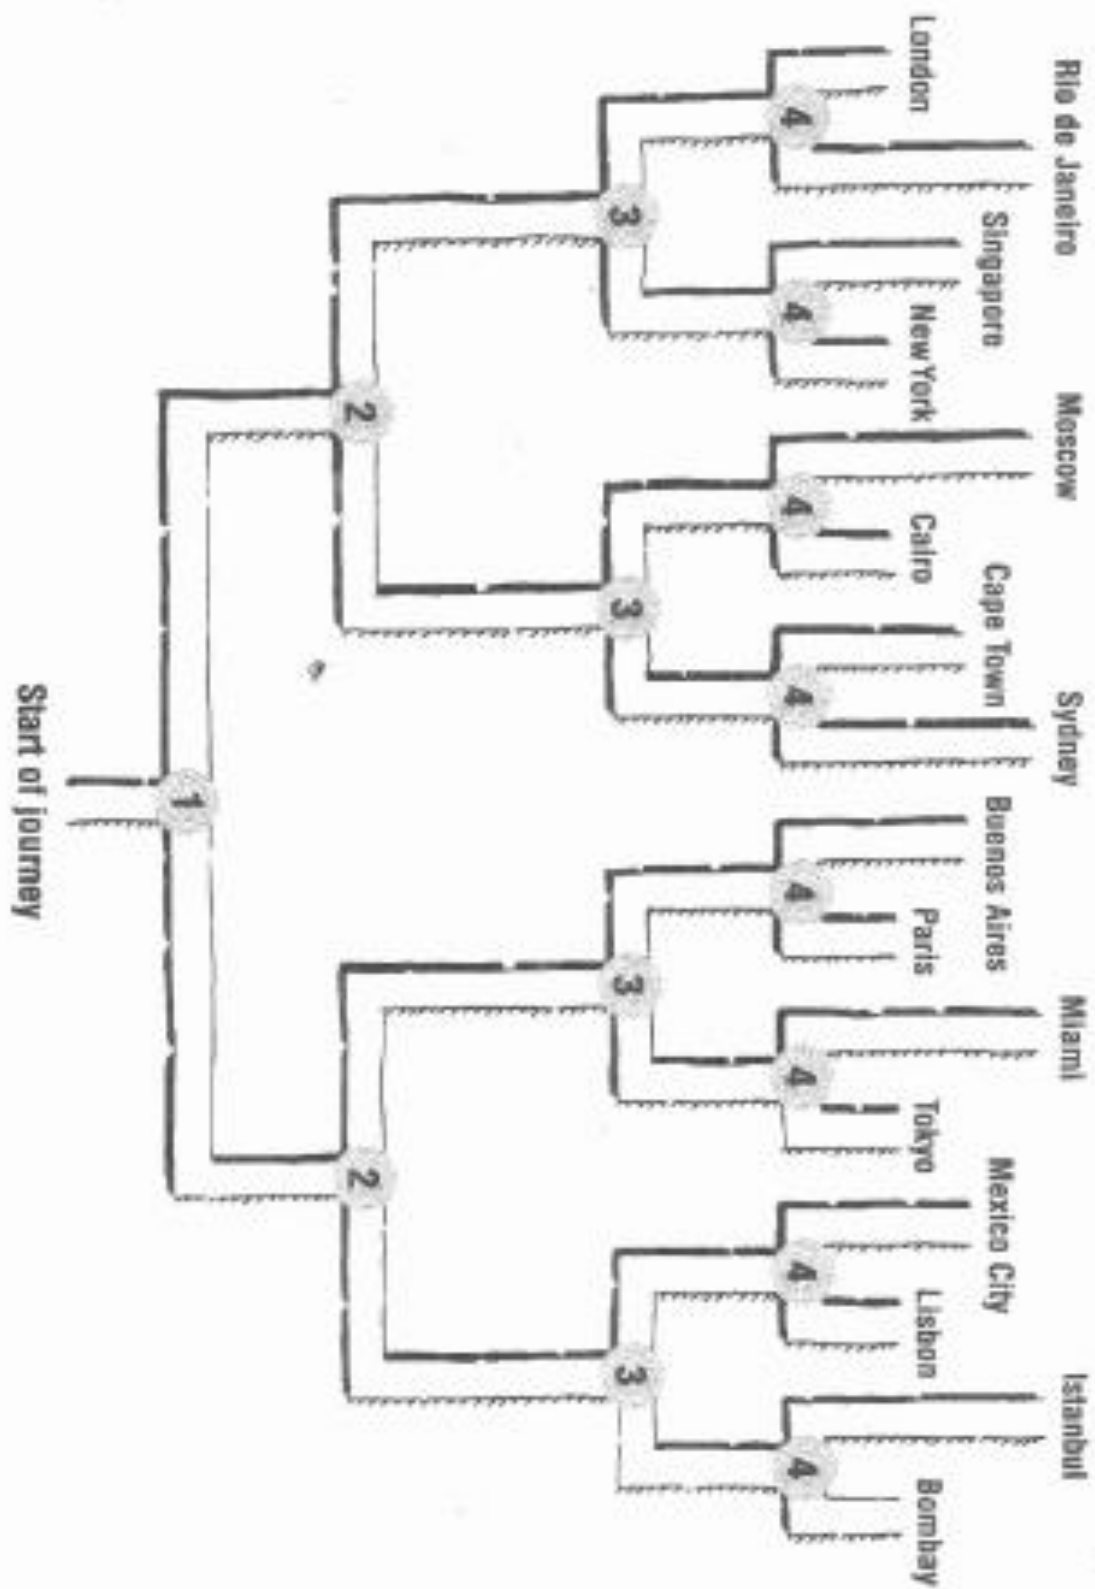 Rio de Janeiro Moscow Sydney Miami Istanbul
Singapore Cape Town Buenos Aires Mexico City
London New York Cairo Paris Tokyo Lisbon Bombay
4 4 4 4 4 4 4 4
3 3 3 3
2 2
1
Start of journey